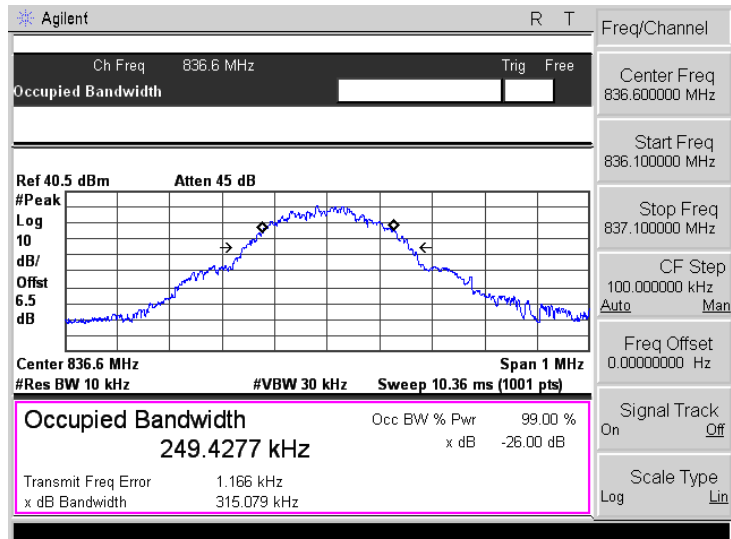 Agilent R T
Ch Freq 836.6 MHz Trig Free
Occupied Bandwidth
Ref 40.5 dBm Atten 45 dB
#Peak
Log
10
dB/
Offst
6.5
dB
Center 836.6 MHz Span 1 MHz
#Res BW 10 kHz #VBW 30 kHz Sweep 10.36 ms (1001 pts)
Occupied Bandwidth
249.4277 kHz
Occ BW % Pwr 99.00 %
x dB -26.00 dB
Transmit Freq Error 1.166 kHz
x dB Bandwidth 315.079 kHz
Freq/Channel
Center Freq
836.600000 MHz
Start Freq
836.100000 MHz
Stop Freq
837.100000 MHz
CF Step
100.000000 kHz
Auto Man
Freq Offset
0.00000000 Hz
Signal Track
On Off
Scale Type
Log Lin